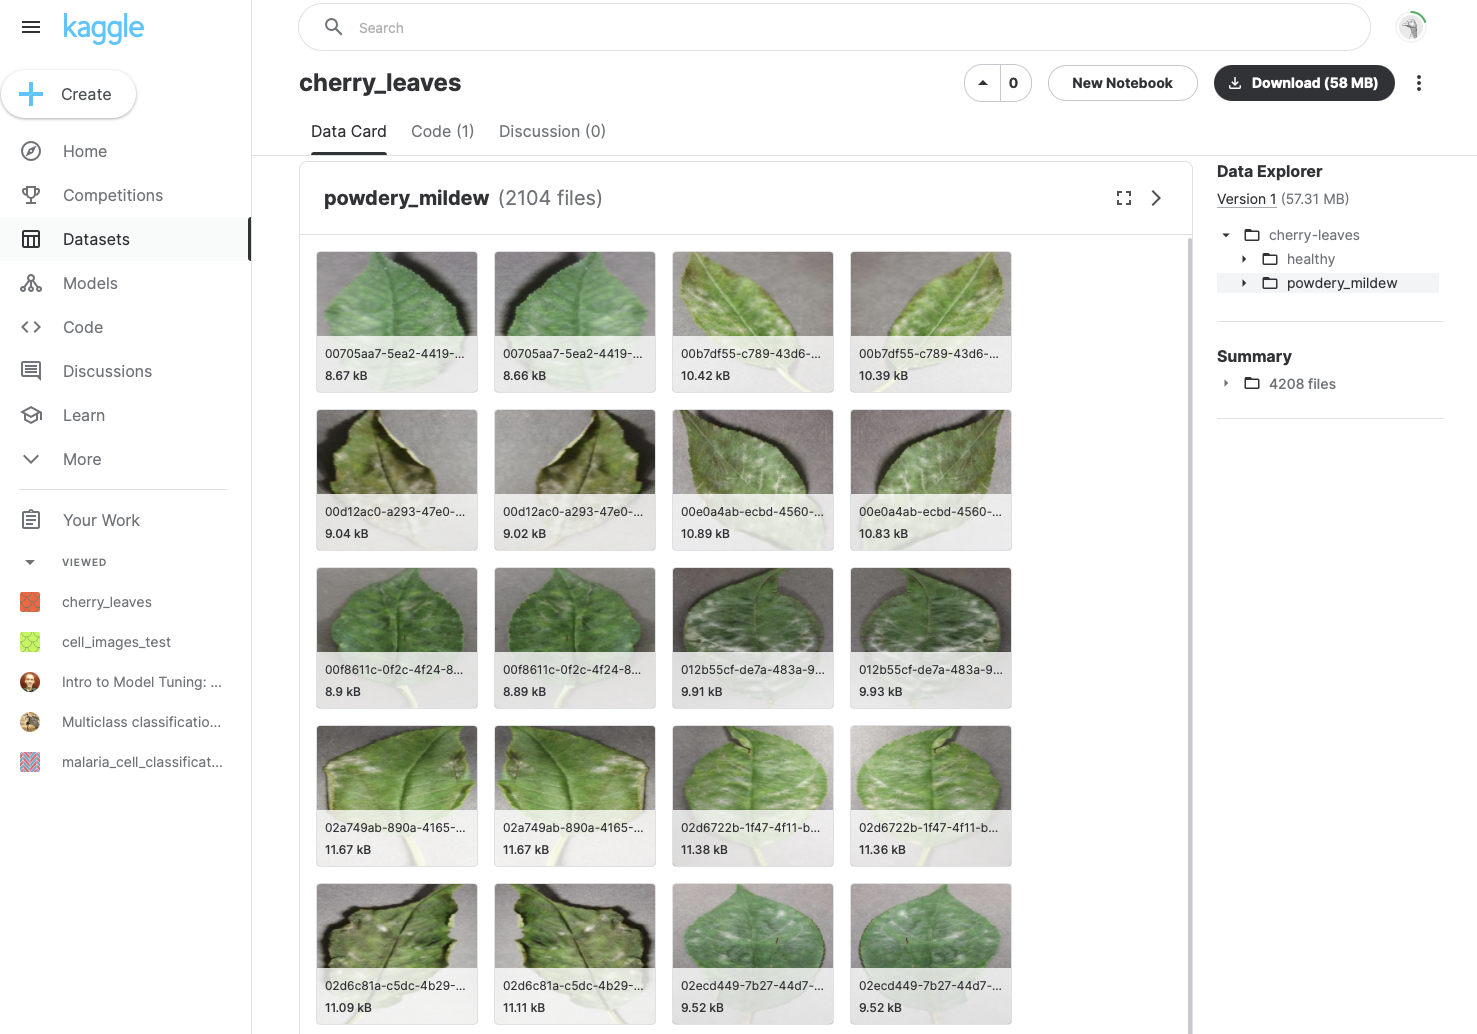 kaggle
Search
Create
Home
Competitions
Datasets
Models
Code
Discussions
Learn
More
Your Work
VIEWED
cherry_leaves
cell_images_test
Intro to Model Tuning: ...
Multiclass classificatio...
malaria_cell_classificat...
cherry_leaves
0
New Notebook
Download (58 MB)
Data Card Code (1) Discussion (0)
powdery_mildew (2104 files)
00705aa7-5ea2-4419-... 00705aa7-5ea2-4419-... 00b7df55-c789-43d6-... 00b7df55-c789-43d6-...
8.67 kB 8.66 kB 10.42 kB 10.39 kB
00d12ac0-a293-47e0-... 00d12ac0-a293-47e0-... 00e0a4ab-ecbd-4560-... 00e0a4ab-ecbd-4560-...
9.04 kB 9.02 kB 10.89 kB 10.83 kB
00f8611c-0f2c-4f24-8... 00f8611c-0f2c-4f24-8... 012b55cf-de7a-483a-9... 012b55cf-de7a-483a-9...
8.9 kB 8.89 kB 9.91 kB 9.93 kB
02a749ab-890a-4165-... 02a749ab-890a-4165-... 02d6722b-1f47-4f11-b... 02d6722b-1f47-4f11-b...
11.67 kB 11.67 kB 11.38 kB 11.36 kB
02d6c81a-c5dc-4b29-... 02d6c81a-c5dc-4b29-... 02ecd449-7b27-44d7-... 02ecd449-7b27-44d7-...
11.09 kB 11.11 kB 9.52 kB 9.52 kB
Data Explorer
Version 1 (57.31 MB)
cherry-leaves
healthy
powdery_mildew
Summary
4208 files